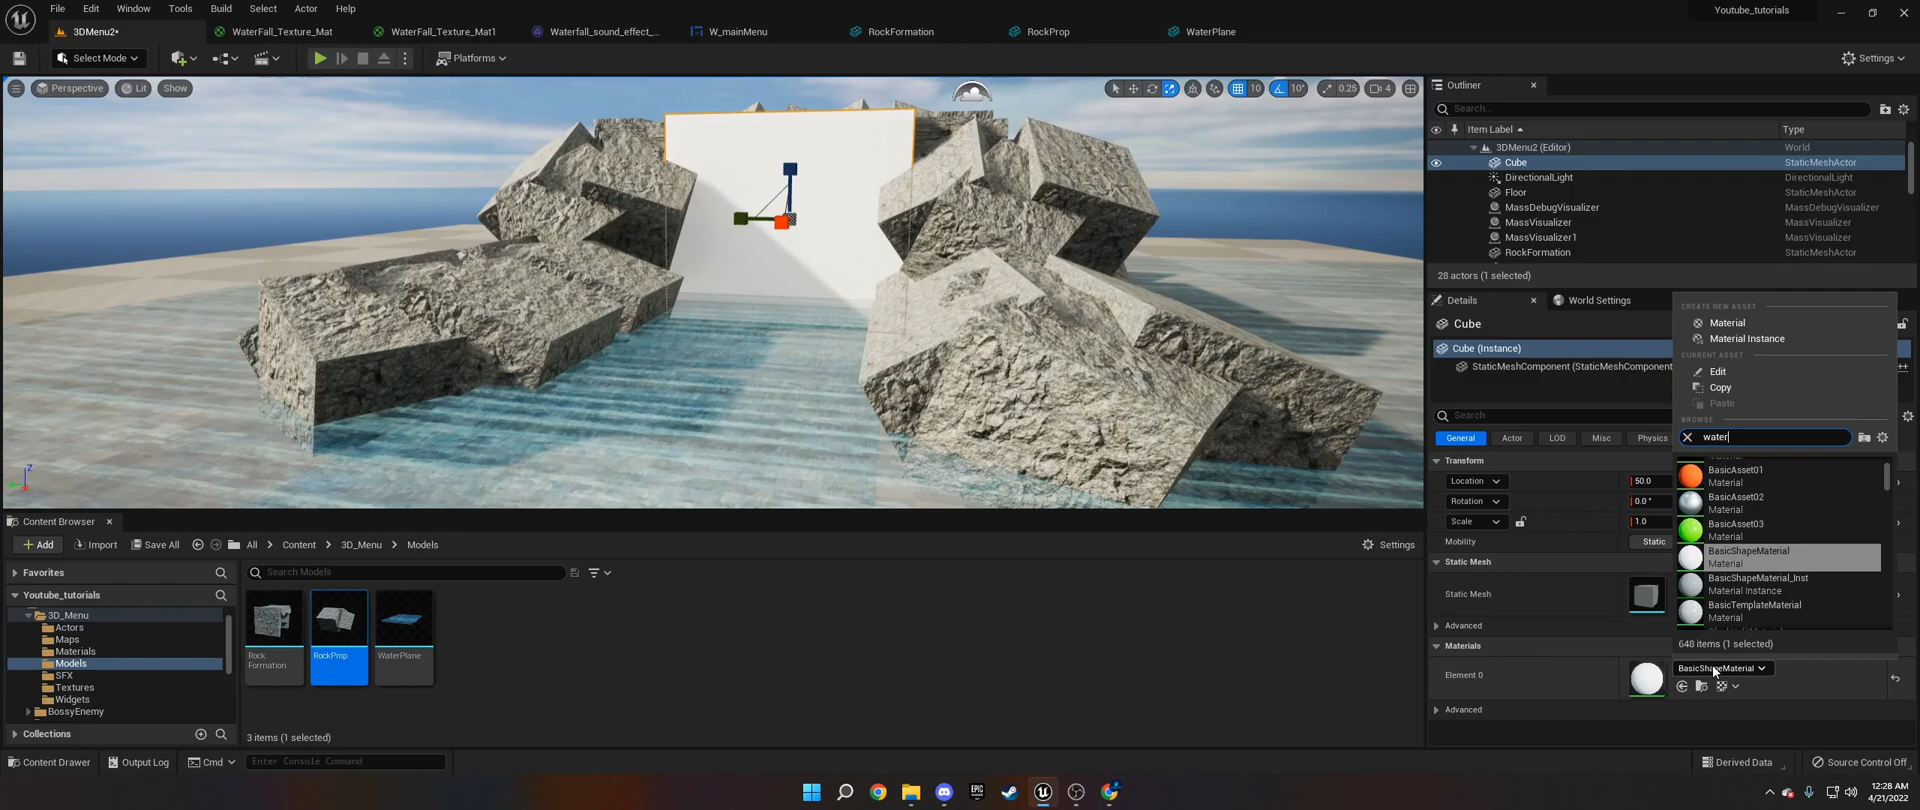 File Edit Window Tools Build Select Actor Help
Youtube_tutorials
3DMenu2*
WaterFall_Texture_Mat
WaterFall_Texture_Mat1
Waterfall_sound_effect_...
W_mainMenu
RockFormation
RockProp
WaterPlane
Select Mode
Platforms
Settings
Perspective Lit Show
10 10° 0.25 4
Outliner
Search...
Item Label Type
3DMenu2 (Editor) World
Cube StaticMeshActor
DirectionalLight DirectionalLight
Floor StaticMeshActor
MassDebugVisualizer MassDebugVisualizer
MassVisualizer MassVisualizer
MassVisualizer1 MassVisualizer
RockFormation StaticMeshActor
28 actors (1 selected)
Details World Settings
Cube
Cube (Instance)
StaticMeshComponent (StaticMeshComponent
Search
General Actor LOD Misc Physics
Transform
Location 50.0
Rotation 0.0°
Scale 1.0
Mobility Static
Static Mesh
Static Mesh
Advanced
Materials
Element 0
BasicShapeMaterial
Advanced
CREATE NEW ASSET
Material
Material Instance
CURRENT ASSET
Edit
Copy
Paste
BROWSE
water
Material
BasicAsset01
Material
BasicAsset02
Material
BasicAsset03
Material
BasicShapeMaterial
Material
BasicShapeMaterial_Inst
Material Instance
BasicTemplateMaterial
Material
648 items (1 selected)
Z
Content Browser
Add Import Save All All Content 3D_Menu Models Settings
Favorites
Youtube_tutorials
3D_Menu
Actors
Maps
Materials
Models
SFX
Textures
Widgets
BossyEnemy
Collections
Search Models
Rock
Formation
RockProp
WaterPlane
3 items (1 selected)
Content Drawer Output Log Cmd Enter Console Command Derived Data Source Control Off
EPIC
GAMES
12:28 AM
4/21/2022